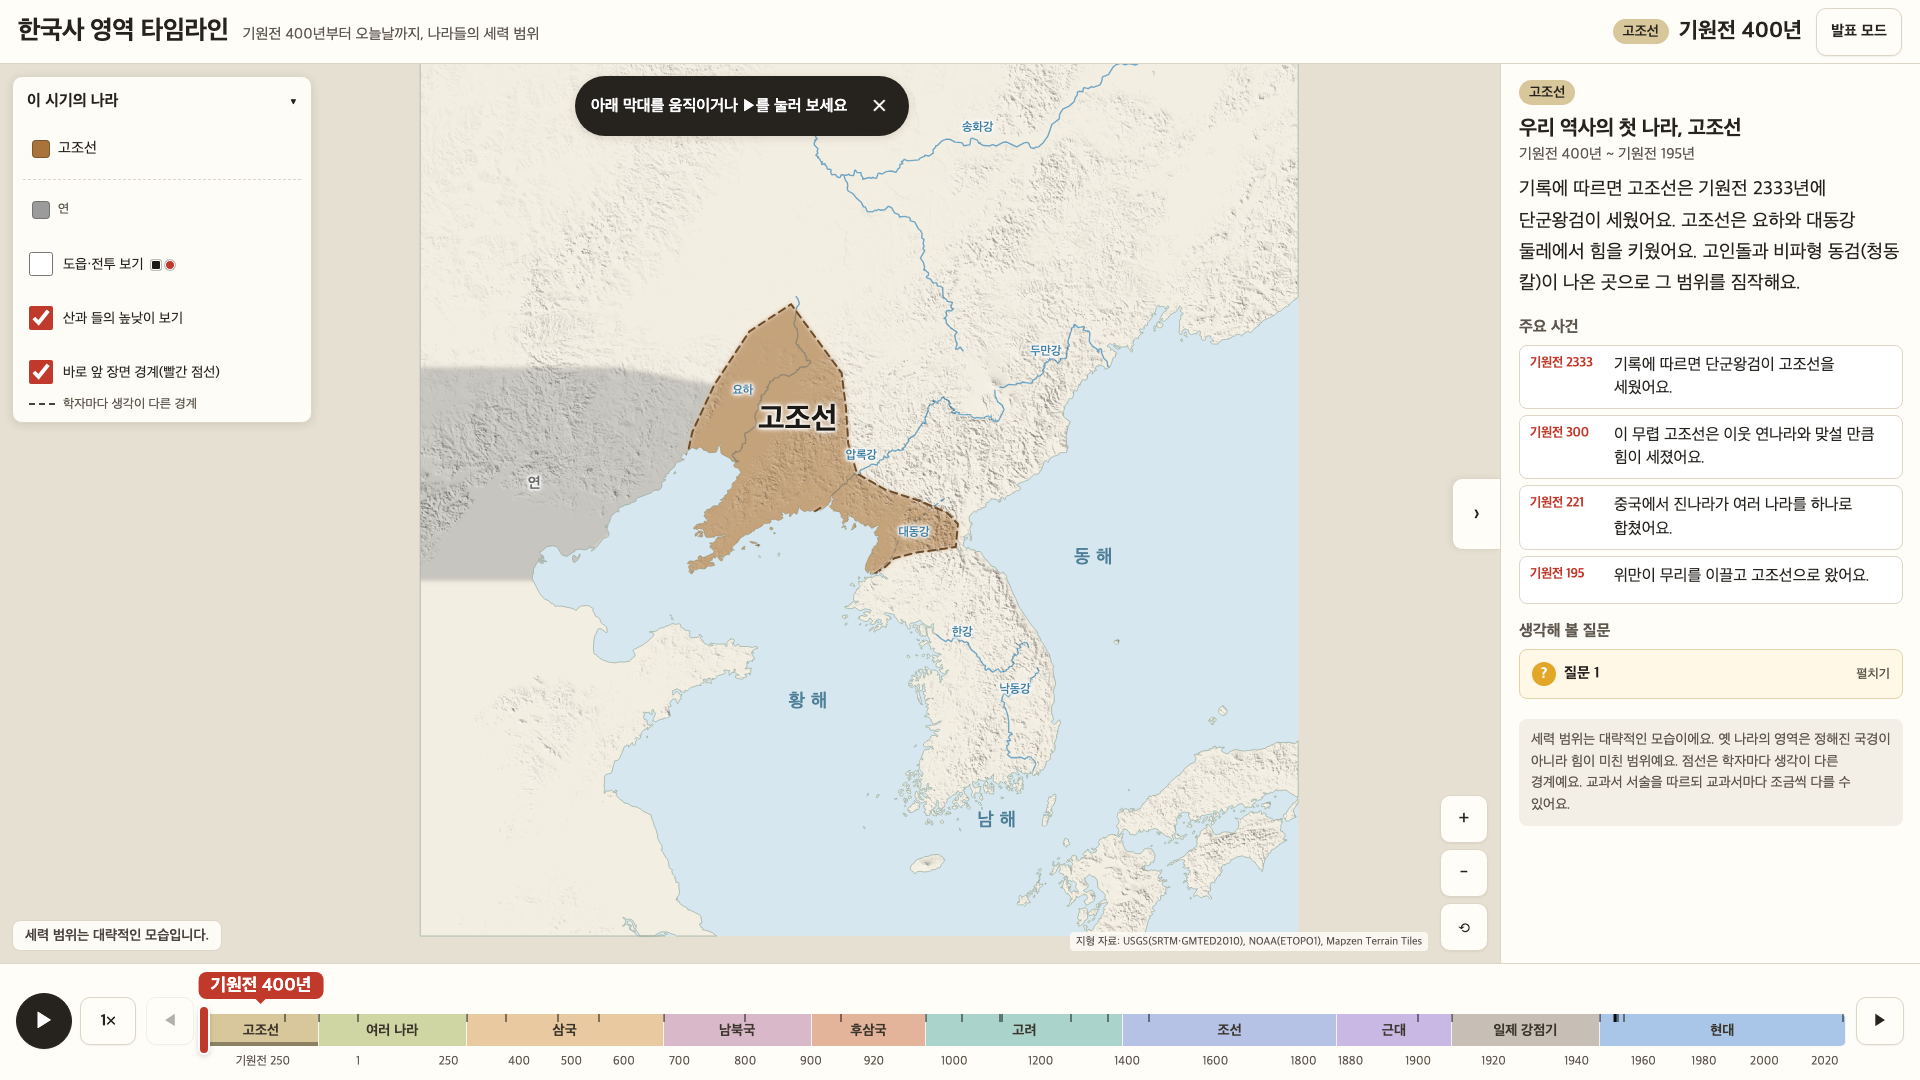 한국사 영역 타임라인
기원전 400년부터 오늘날까지, 나라들의 세력 범위
고조선
기원전 400년
발표 모드
이 시기의 나라
고조선
연
도읍·전투 보기
산과 들의 높낮이 보기
바로 앞 장면 경계(빨간 점선)
학자마다 생각이 다른 경계
아래 막대를 움직이거나 ▶를 눌러 보세요 ✕
송화강
두만강
요하
고조선
압록강
연
대동강
동 해
한강
낙동강
황 해
남 해
세력 범위는 대략적인 모습입니다.
지형 자료: USGS(SRTM·GMTED2010), NOAA(ETOPO1), Mapzen Terrain Tiles
+
−
⟲
›
고조선
우리 역사의 첫 나라, 고조선
기원전 400년 ~ 기원전 195년
기록에 따르면 고조선은 기원전 2333년에
단군왕검이 세웠어요. 고조선은 요하와 대동강
둘레에서 힘을 키웠어요. 고인돌과 비파형 동검(청동
칼)이 나온 곳으로 그 범위를 짐작해요.
주요 사건
기원전 2333 기록에 따르면 단군왕검이 고조선을
세웠어요.
기원전 300 이 무렵 고조선은 이웃 연나라와 맞설 만큼
힘이 세졌어요.
기원전 221 중국에서 진나라가 여러 나라를 하나로
합쳤어요.
기원전 195 위만이 무리를 이끌고 고조선으로 왔어요.
생각해 볼 질문
? 질문 1 펼치기
세력 범위는 대략적인 모습이에요. 옛 나라의 영역은 정해진 국경이
아니라 힘이 미친 범위예요. 점선은 학자마다 생각이 다른
경계예요. 교과서 서술을 따르되 교과서마다 조금씩 다를 수
있어요.
기원전 400년
1×
고조선 여러 나라 삼국 남북국 후삼국 고려 조선 근대 일제 강점기 현대
기원전 250 1 250 400 500 600 700 800 900 920 1000 1200 1400 1600 1800 1880 1900 1920 1940 1960 1980 2000 2020